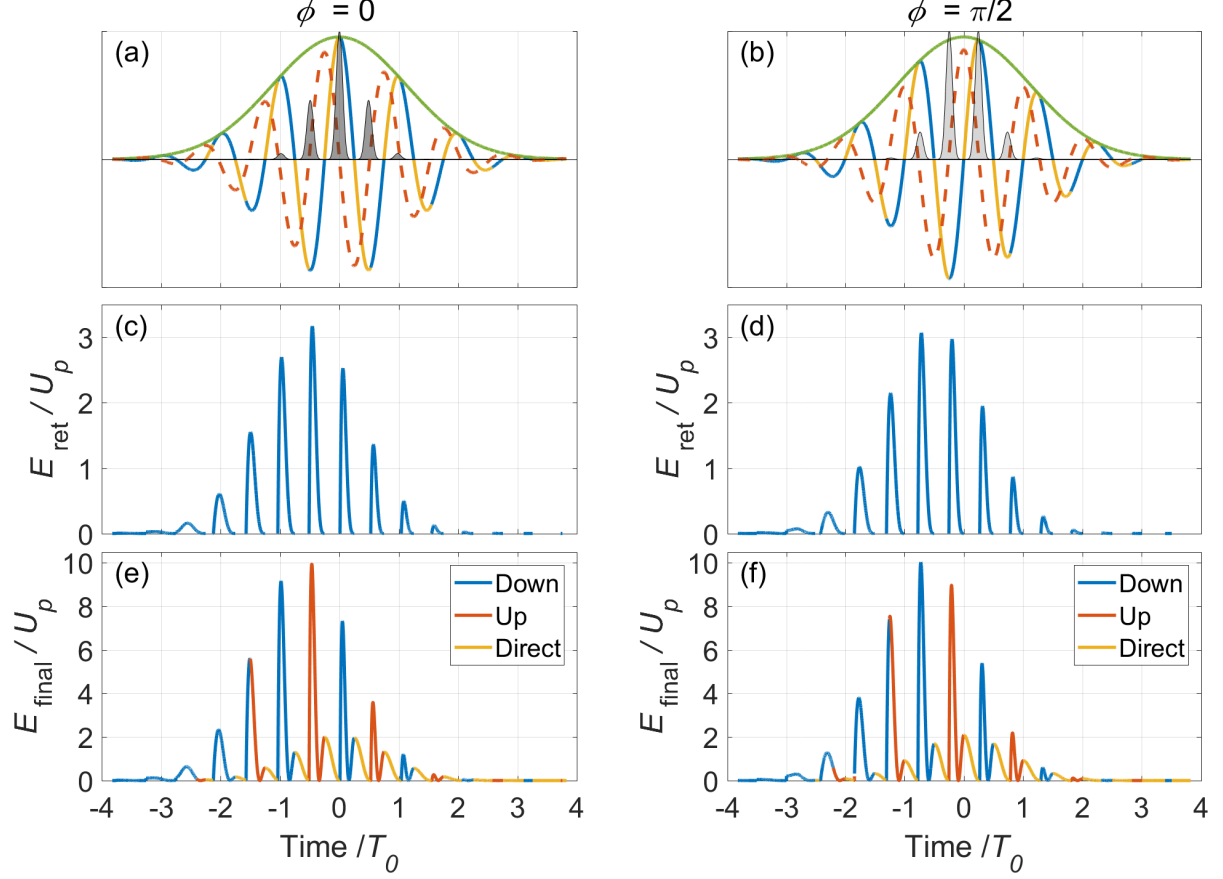 ϕ = 0
ϕ = π/2
(a)
(b)
(c)
3
2
1
0
E_ret / U_p
(d)
3
2
1
0
E_ret / U_p
(e)
10
8
6
4
2
0
E_final / U_p
Down
Up
Direct
-4 -3 -2 -1 0 1 2 3 4
Time /T_0
(f)
10
8
6
4
2
0
E_final / U_p
Down
Up
Direct
-4 -3 -2 -1 0 1 2 3 4
Time /T_0